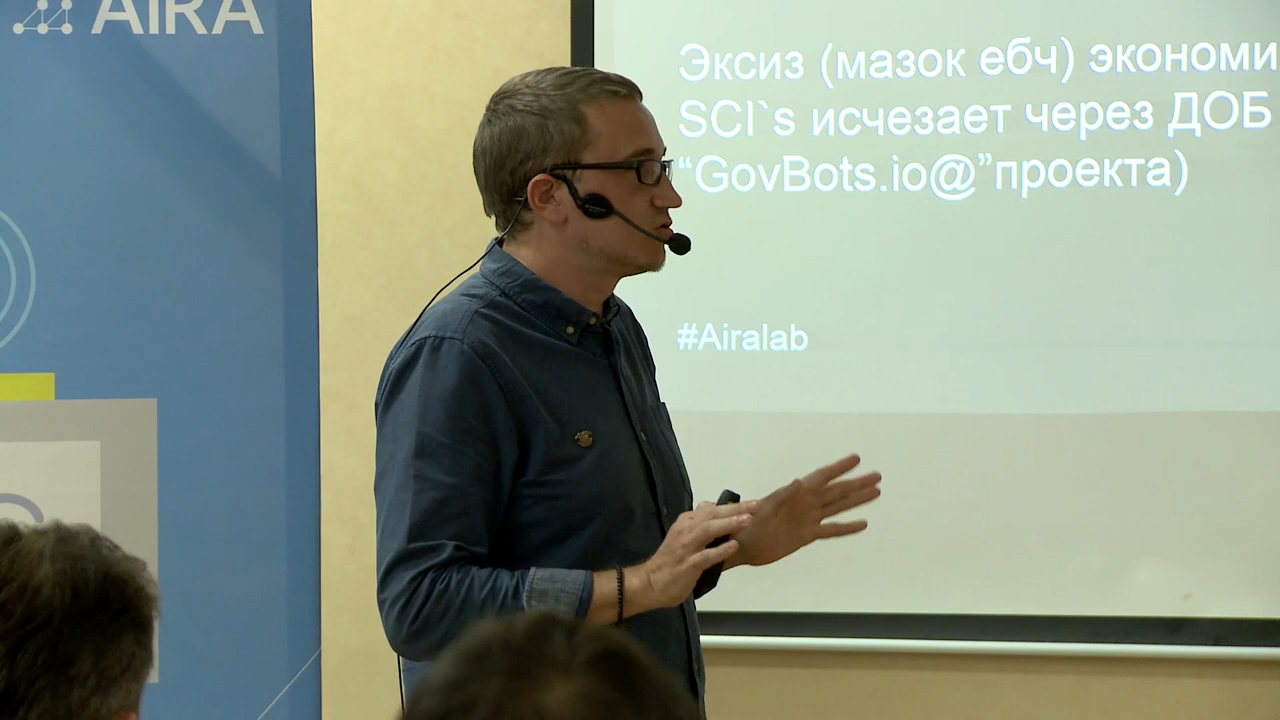 AIRA
Эксиз (мазок ебч) экономи
SCI`s исчезает через ДОБ
“GovBots.io@”проекта)
#Airalab